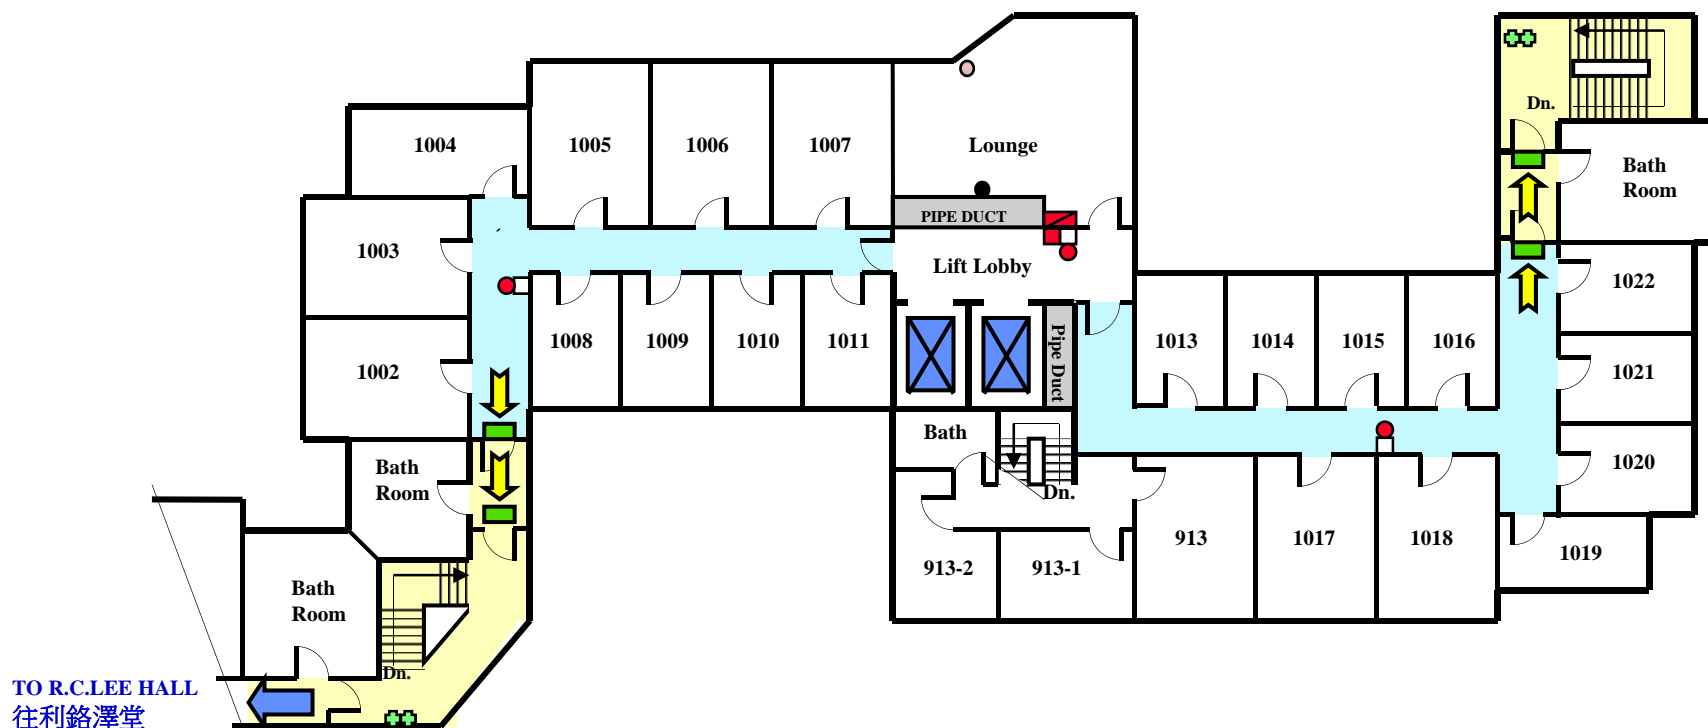 Dn.
1004
1005
1006
1007
Lounge
Bath
Room
PIPE DUCT
1003
Lift Lobby
1022
1008
1009
1010
1011
Pipe Duct
1013
1014
1015
1016
1002
1021
Bath
Bath
Room
1020
Dn.
913
1017
1018
1019
913-2
913-1
Bath
Room
Dn.
TO R.C.LEE HALL
往利銘澤堂